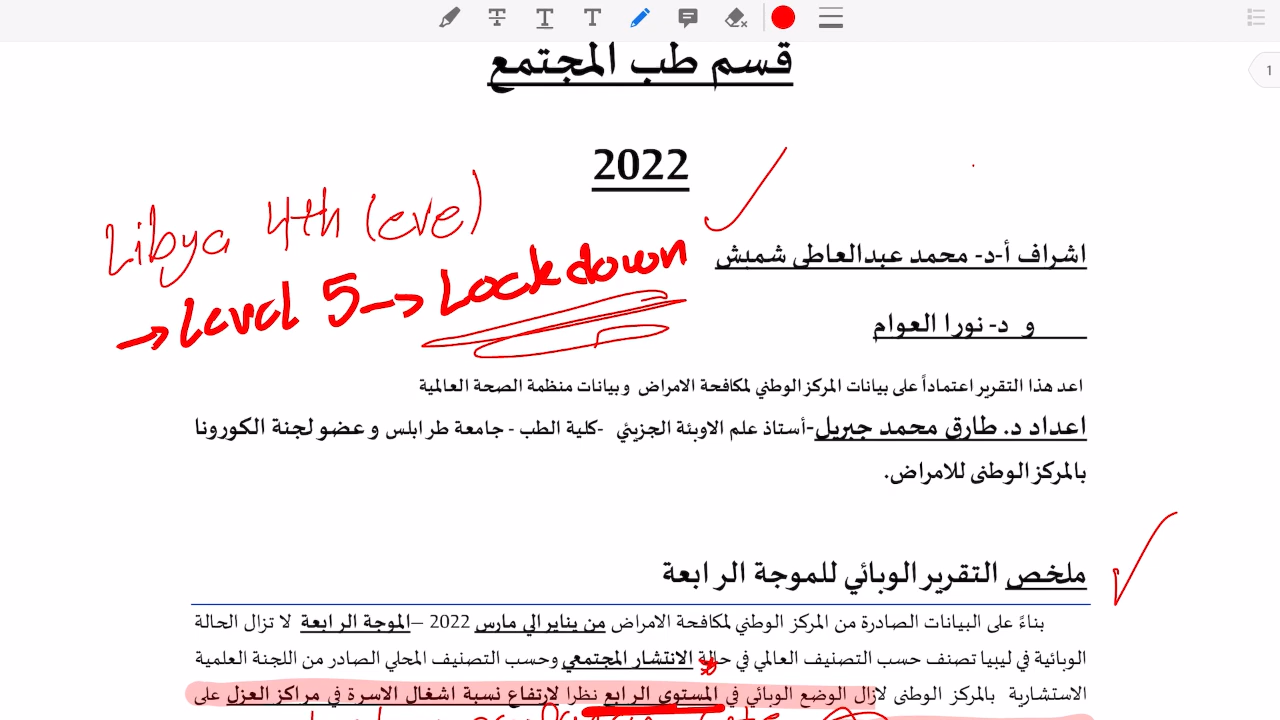 قسم طب المجتمع
1
2022
Libya 4th level
اشراف أ-د- محمد عبدالعاطي شمبش
→ Level 5 -> Lockdown
و د- نورا العوام
اعد هذا التقرير اعتماداً على بيانات المركز الوطني لمكافحة الامراض وبيانات منظمة الصحة العالمية
اعداد د. طارق محمد جبريل-أستاذ علم الاوبئة الجزيئي -كلية الطب - جامعة طرابلس وعضو لجنة الكورونا
بالمركز الوطنى للامراض.
ملخص التقرير الوبائي للموجة الرابعة
بناءً على البيانات الصادرة من المركز الوطني لمكافحة الامراض من يناير الي مارس 2022 –الموجة الرابعة لا تزال الحالة
الوبائية في ليبيا تصنف حسب التصنيف العالمي في حالة الانتشار المجتمعي وحسب التصنيف المحلي الصادر من اللجنة العلمية
الاستشارية بالمركز الوطنى لازال الوضع الوبائي في المستوي الرابع نظرا لارتفاع نسبة اشغال الاسرة في مراكز العزل على